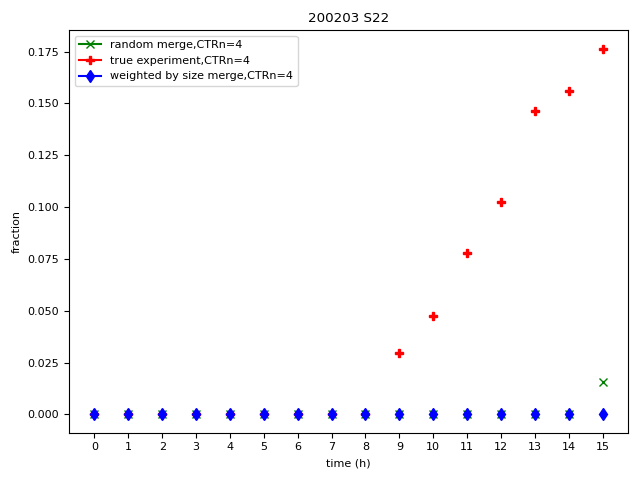 200203 S22
random merge,CTRn=4
true experiment,CTRn=4
weighted by size merge,CTRn=4
0.175
0.150
0.125
0.100
0.075
0.050
0.025
0.000
fraction
0 1 2 3 4 5 6 7 8 9 10 11 12 13 14 15
time (h)